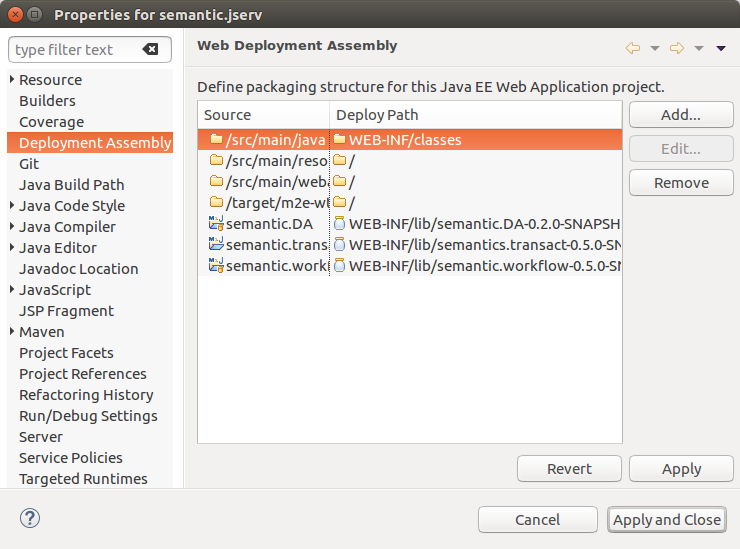 Properties for semantic.jserv
type filter text
Web Deployment Assembly
Resource
Builders
Coverage
Deployment Assembly
Git
Java Build Path
Java Code Style
Java Compiler
Java Editor
Javadoc Location
JavaScript
JSP Fragment
Maven
Project Facets
Project References
Refactoring History
Run/Debug Settings
Server
Service Policies
Targeted Runtimes
Define packaging structure for this Java EE Web Application project.
Source Deploy Path
/src/main/java WEB-INF/classes
/src/main/reso /
/src/main/weba /
/target/m2e-wt /
semantic.DA WEB-INF/lib/semantic.DA-0.2.0-SNAPSH
semantic.trans WEB-INF/lib/semantics.transact-0.5.0-SN
semantic.workf WEB-INF/lib/semantic.workflow-0.5.0-SN
Add...
Edit...
Remove
Revert
Apply
?
Cancel
Apply and Close